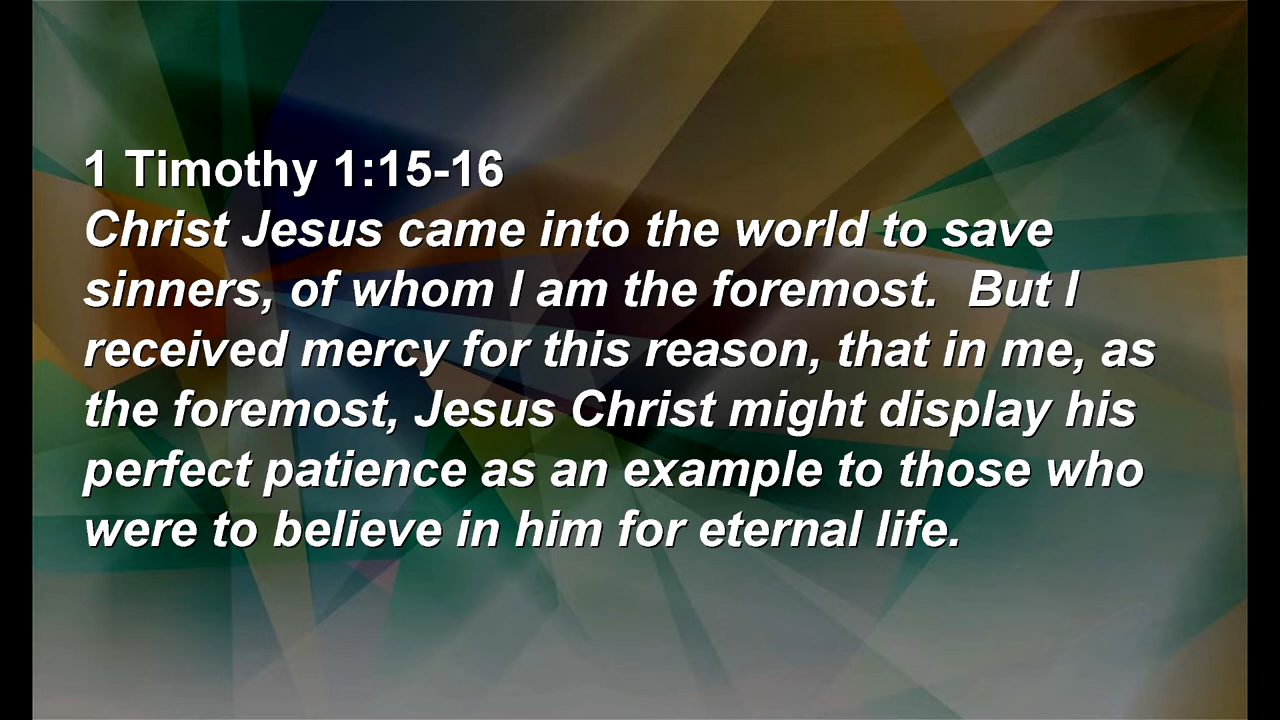 1 Timothy 1:15-16
Christ Jesus came into the world to save
sinners, of whom I am the foremost.  But I
received mercy for this reason, that in me, as
the foremost, Jesus Christ might display his
perfect patience as an example to those who
were to believe in him for eternal life.